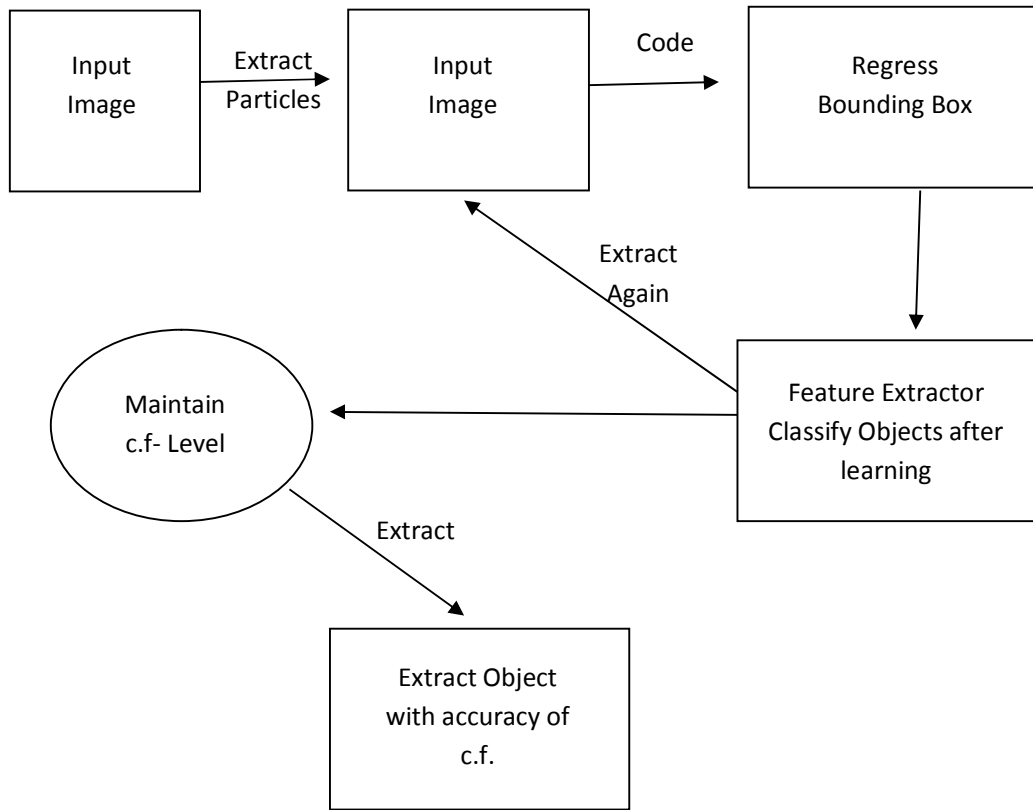 Input
Image
Extract
Particles
Input
Image
Code
Regress
Bounding Box
Extract
Again
Maintain
c.f- Level
Feature Extractor
Classify Objects after
learning
Extract
Extract Object
with accuracy of
c.f.